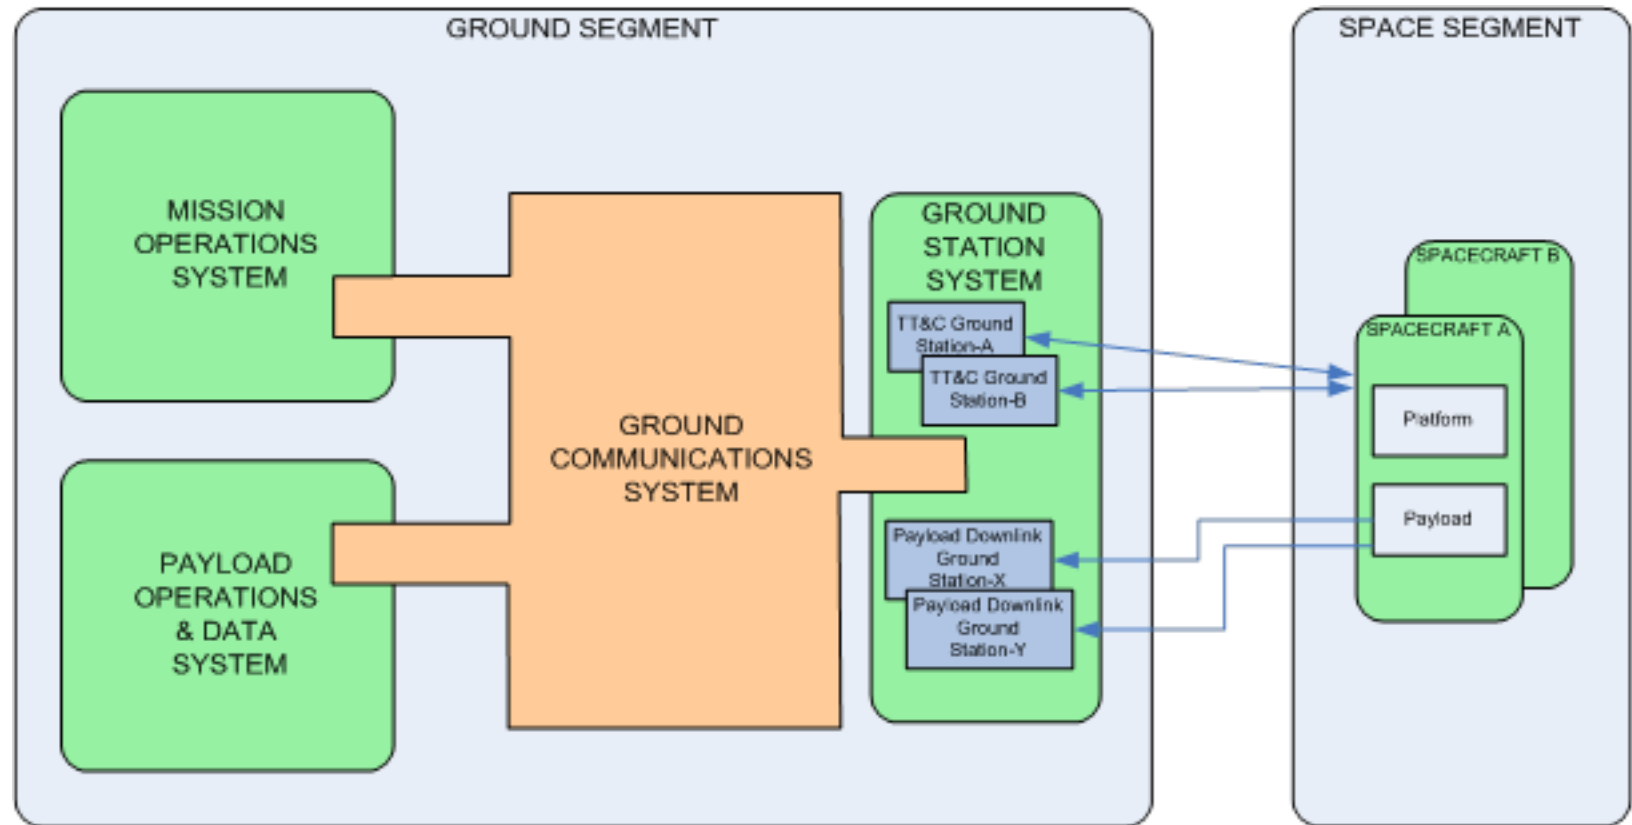 GROUND SEGMENT
MISSION
OPERATIONS
SYSTEM
PAYLOAD
OPERATIONS
& DATA
SYSTEM
GROUND
COMMUNICATIONS
SYSTEM
GROUND
STATION
SYSTEM
TT&C Ground
Station-A
TT&C Ground
Station-B
Payload Downlink
Ground
Station-X
Payload Downlink
Ground
Station-Y
SPACE SEGMENT
SPACECRAFT B
SPACECRAFT A
Platform
Payload